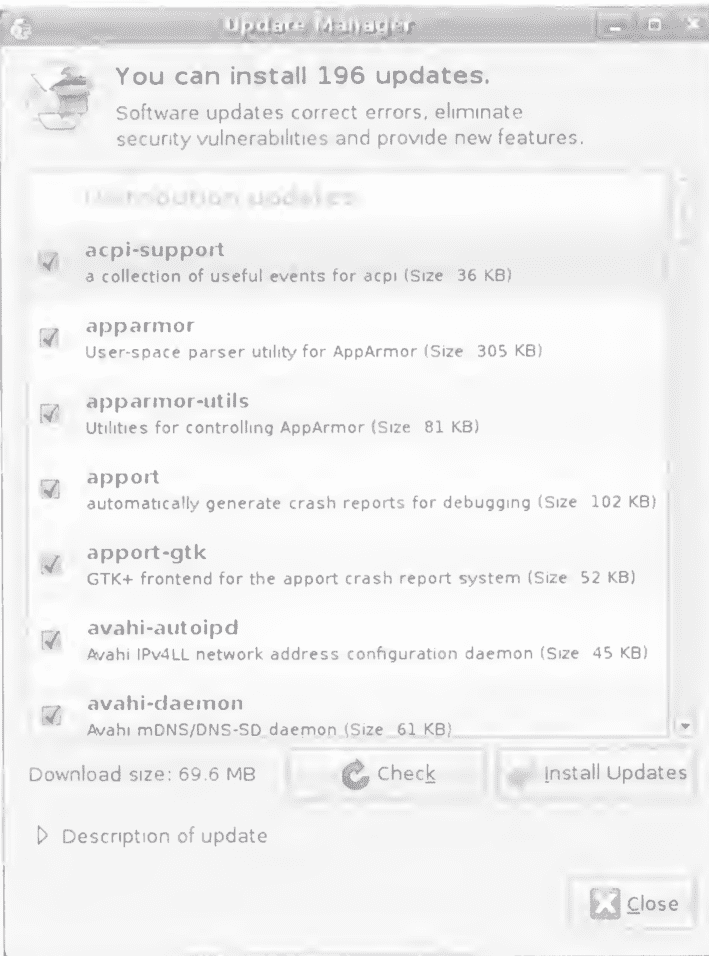 Update Manager
You can install 196 updates.
Software updates correct errors, eliminate
security vulnerabilities and provide new features.
Distribution updates
acpi-support
a collection of useful events for acpi (Size 36 KB)
apparmor
User-space parser utility for AppArmor (Size 305 KB)
apparmor-utils
Utilities for controlling AppArmor (Size 81 KB)
apport
automatically generate crash reports for debugging (Size 102 KB)
apport-gtk
GTK+ frontend for the apport crash report system (Size 52 KB)
avahi-autoipd
Avahi IPv4LL network address configuration daemon (Size 45 KB)
avahi-daemon
Avahi mDNS/DNS-SD daemon (Size 61 KB)
Download size: 69.6 MB
Check
Install Updates
Description of update
Close